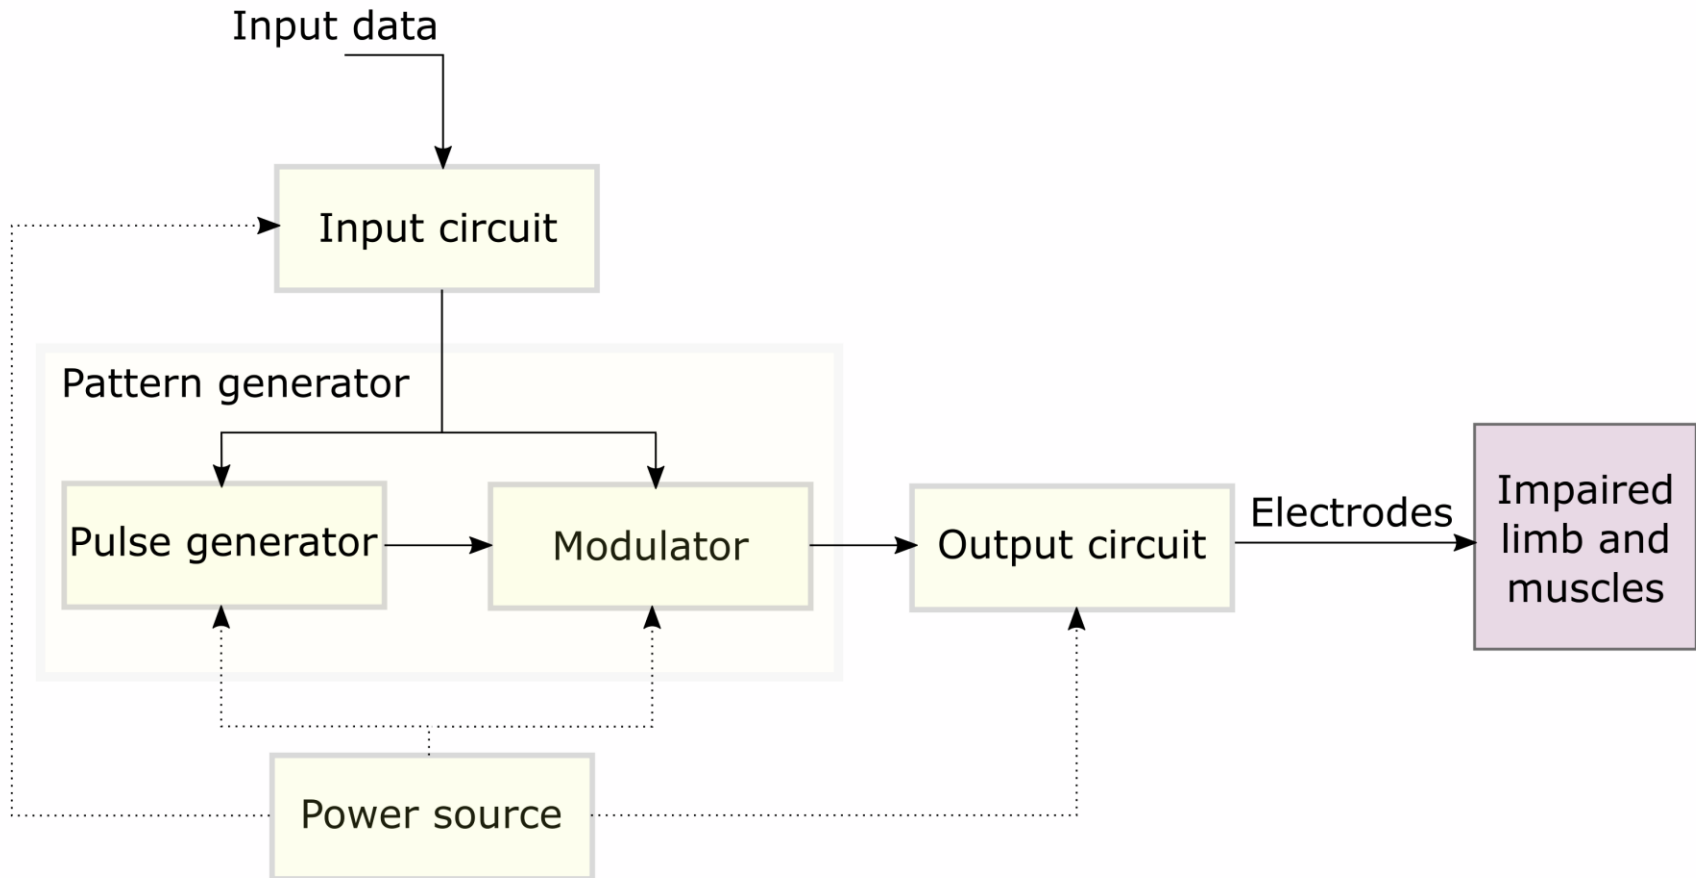 Input data
Input circuit
Pattern generator
Pulse generator
Modulator
Output circuit
Electrodes
Impaired
limb and
muscles
Power source